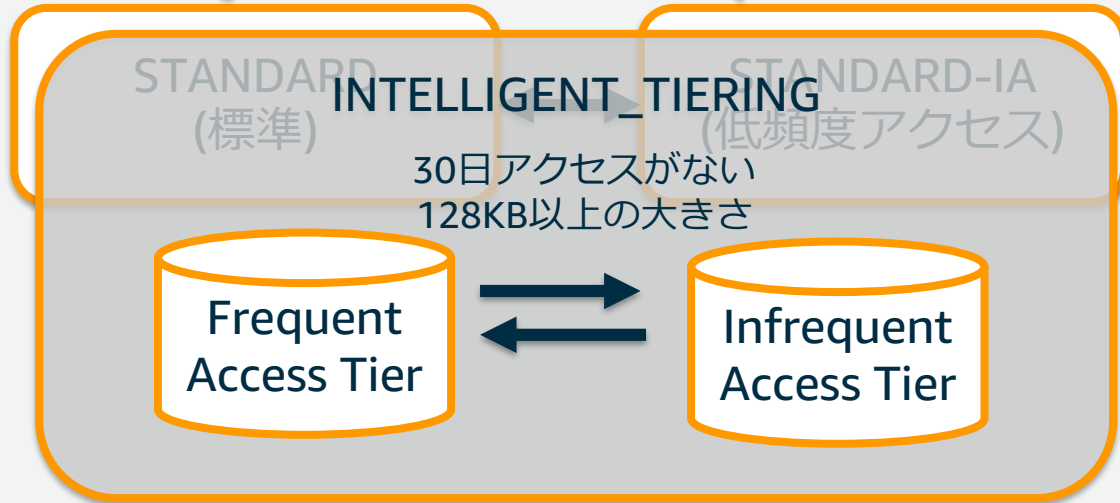 STANDARD
(標準)
STANDARD-IA
(低頻度アクセス)
INTELLIGENT_TIERING
30日アクセスがない
128KB以上の大きさ
Frequent
Access Tier
Infrequent
Access Tier